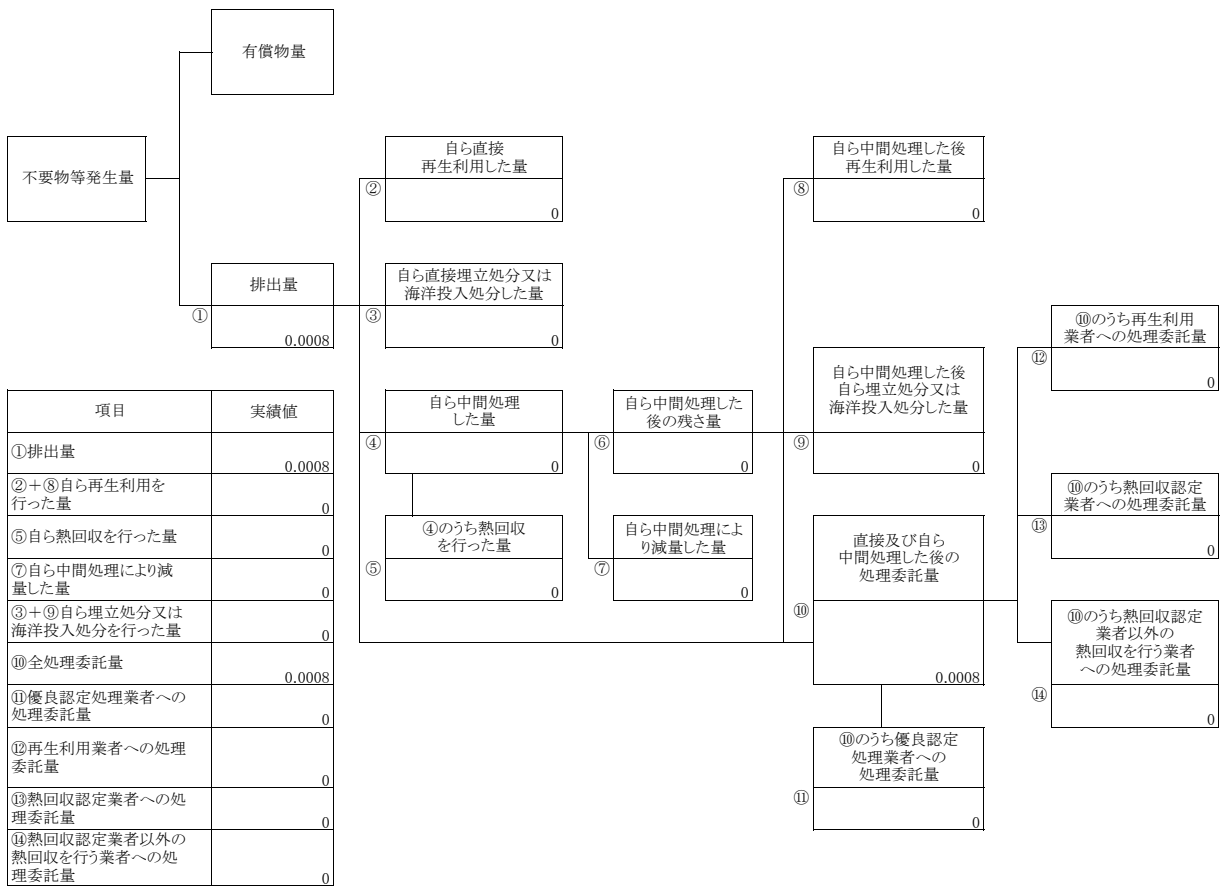 有償物量
不要物等発生量
自ら直接
再生利用した量
②
0
自ら中間処理した後
再生利用した量
⑧
0
排出量
①
0.0008
自ら直接埋立処分又は
海洋投入処分した量
③
0
⑩のうち再生利用
業者への処理委託量
⑫
0
自ら中間処理
した量
④
0
自ら中間処理した
後の残さ量
⑥
0
自ら中間処理した後
自ら埋立処分又は
海洋投入処分した量
⑨
0
⑩のうち熱回収認定
業者への処理委託量
⑬
0
④のうち熱回収
を行った量
⑤
0
自ら中間処理によ
り減量した量
⑦
0
直接及び自ら
中間処理した後の
処理委託量
⑩
0.0008
⑩のうち熱回収認定
業者以外の
熱回収を行う業者
への処理委託量
⑭
0
⑩のうち優良認定
処理業者への
処理委託量
⑪
0
項目 実績値
①排出量
0.0008
②+⑧自ら再生利用を
行った量
0
⑤自ら熱回収を行った量
0
⑦自ら中間処理により減
量した量
0
③+⑨自ら埋立処分又は
海洋投入処分を行った量
0
⑩全処理委託量
0.0008
⑪優良認定処理業者への
処理委託量
0
⑫再生利用業者への処理
委託量
0
⑬熱回収認定業者への処
理委託量
0
⑭熱回収認定業者以外の
熱回収を行う業者への処
理委託量
0